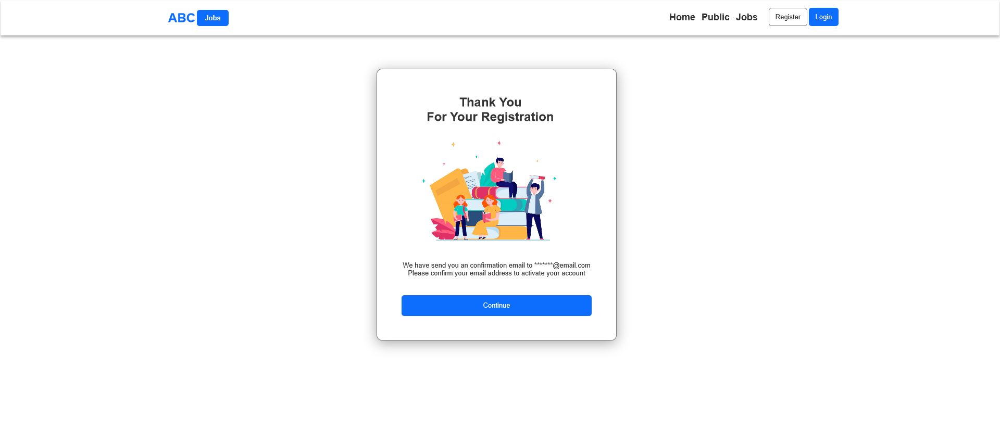 ABC Jobs
Home Public Jobs Register Login
Thank You
For Your Registration
We have send you an confirmation email to *******@email.com
Please confirm your email address to activate your account
Continue